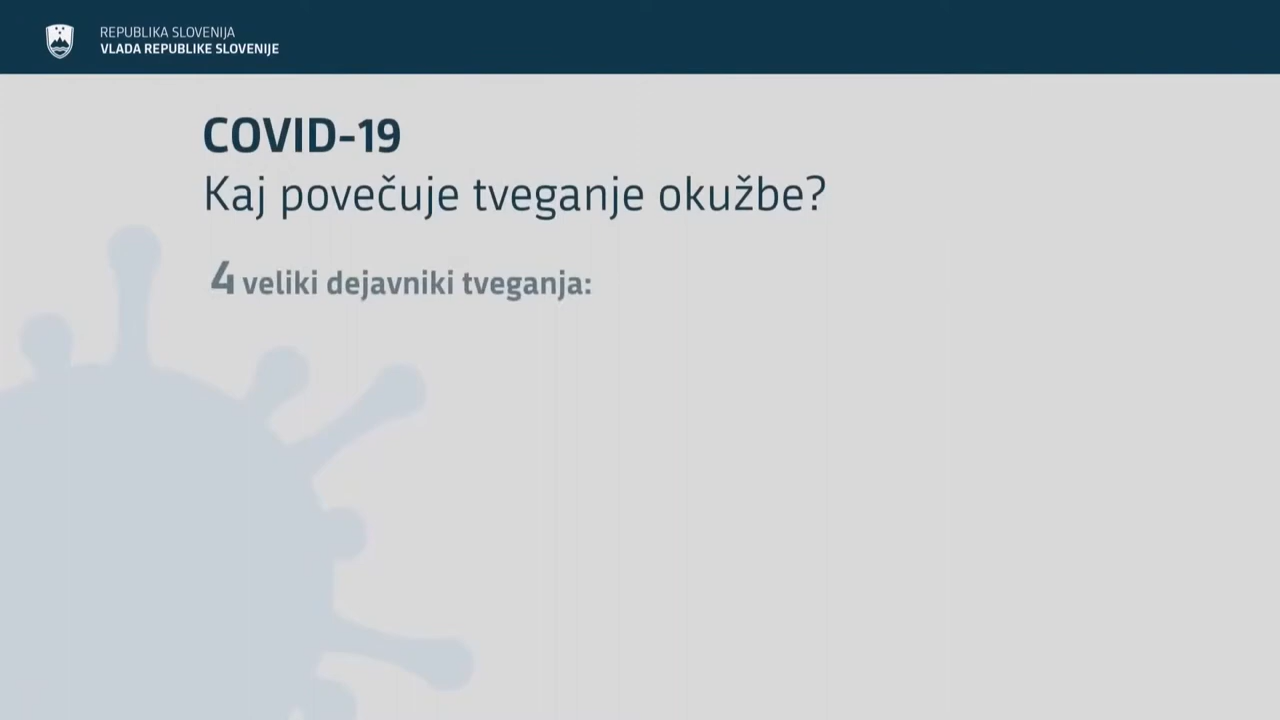 REPUBLIKA SLOVENIJA
VLADA REPUBLIKE SLOVENIJE
COVID-19
Kaj povečuje tveganje okužbe?
4 veliki dejavniki tveganja: